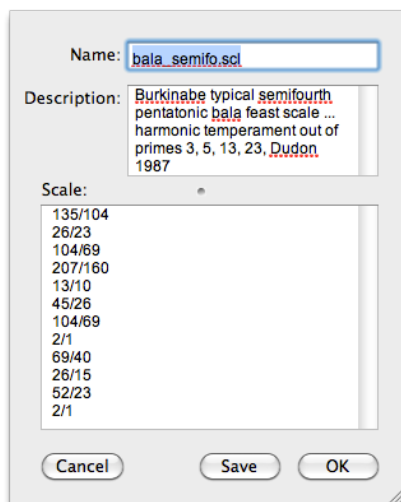 Name: bala_semifo.scl
Description: Burkinabe typical semifourth
pentatonic bala feast scale ...
harmonic temperament out of
primes 3, 5, 13, 23, Dudon
1987
Scale:
135/104
26/23
104/69
207/160
13/10
45/26
104/69
2/1
69/40
26/15
52/23
2/1
Cancel Save OK